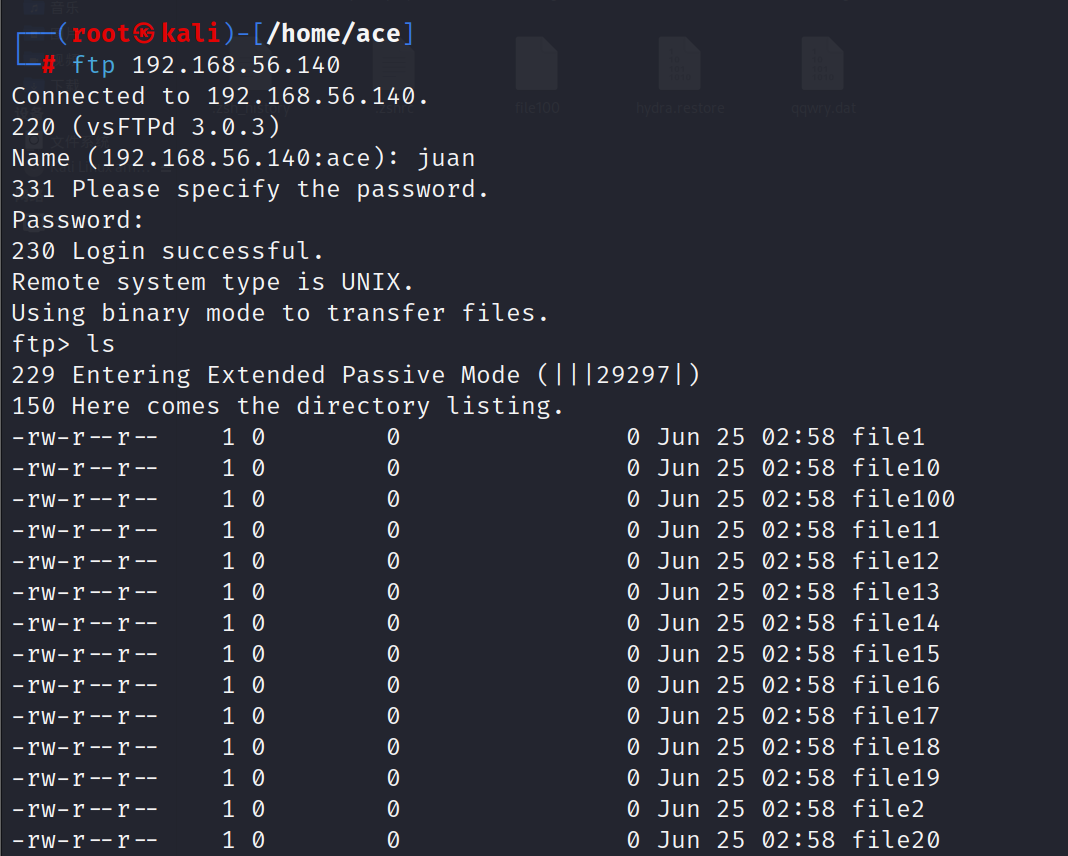 ┌──(root㉿kali)-[/home/ace]
└─# ftp 192.168.56.140
Connected to 192.168.56.140.
220 (vsFTPd 3.0.3)
Name (192.168.56.140:ace): juan
331 Please specify the password.
Password:
230 Login successful.
Remote system type is UNIX.
Using binary mode to transfer files.
ftp> ls
229 Entering Extended Passive Mode (|||29297|)
150 Here comes the directory listing.
-rw-r--r--    1 0        0               0 Jun 25 02:58 file1
-rw-r--r--    1 0        0               0 Jun 25 02:58 file10
-rw-r--r--    1 0        0               0 Jun 25 02:58 file100
-rw-r--r--    1 0        0               0 Jun 25 02:58 file11
-rw-r--r--    1 0        0               0 Jun 25 02:58 file12
-rw-r--r--    1 0        0               0 Jun 25 02:58 file13
-rw-r--r--    1 0        0               0 Jun 25 02:58 file14
-rw-r--r--    1 0        0               0 Jun 25 02:58 file15
-rw-r--r--    1 0        0               0 Jun 25 02:58 file16
-rw-r--r--    1 0        0               0 Jun 25 02:58 file17
-rw-r--r--    1 0        0               0 Jun 25 02:58 file18
-rw-r--r--    1 0        0               0 Jun 25 02:58 file19
-rw-r--r--    1 0        0               0 Jun 25 02:58 file2
-rw-r--r--    1 0        0               0 Jun 25 02:58 file20
file100
hydra.restore
qqwry.dat
音乐